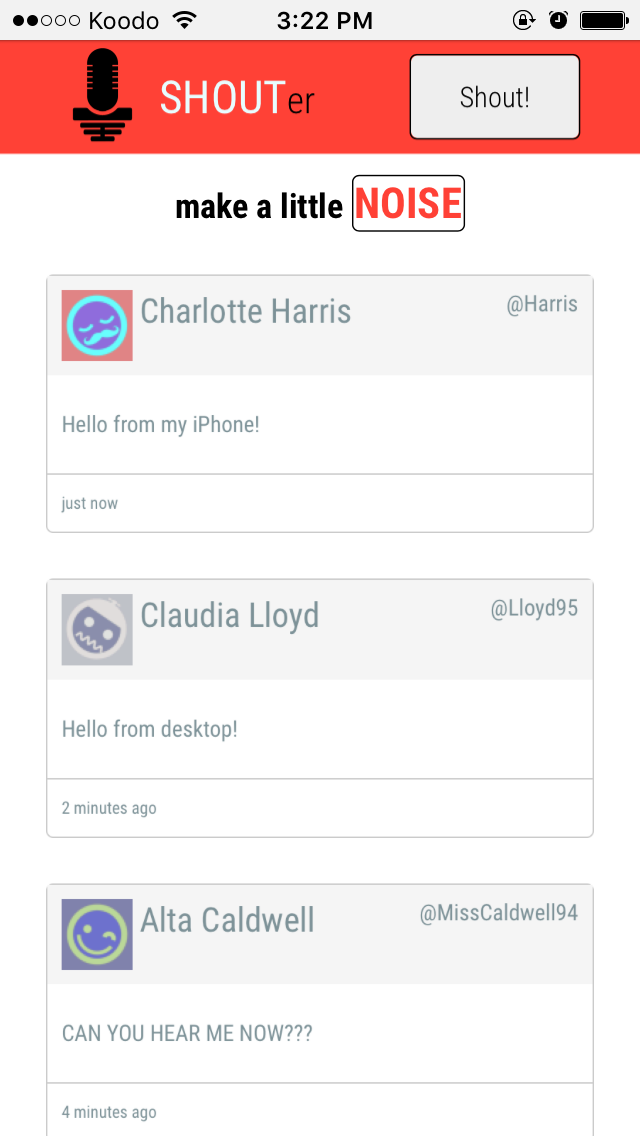 Koodo 3:22 PM
SHOUTer Shout!
make a little NOISE
Charlotte Harris @Harris
Hello from my iPhone!
just now
Claudia Lloyd @Lloyd95
Hello from desktop!
2 minutes ago
Alta Caldwell @MissCaldwell94
CAN YOU HEAR ME NOW???
4 minutes ago